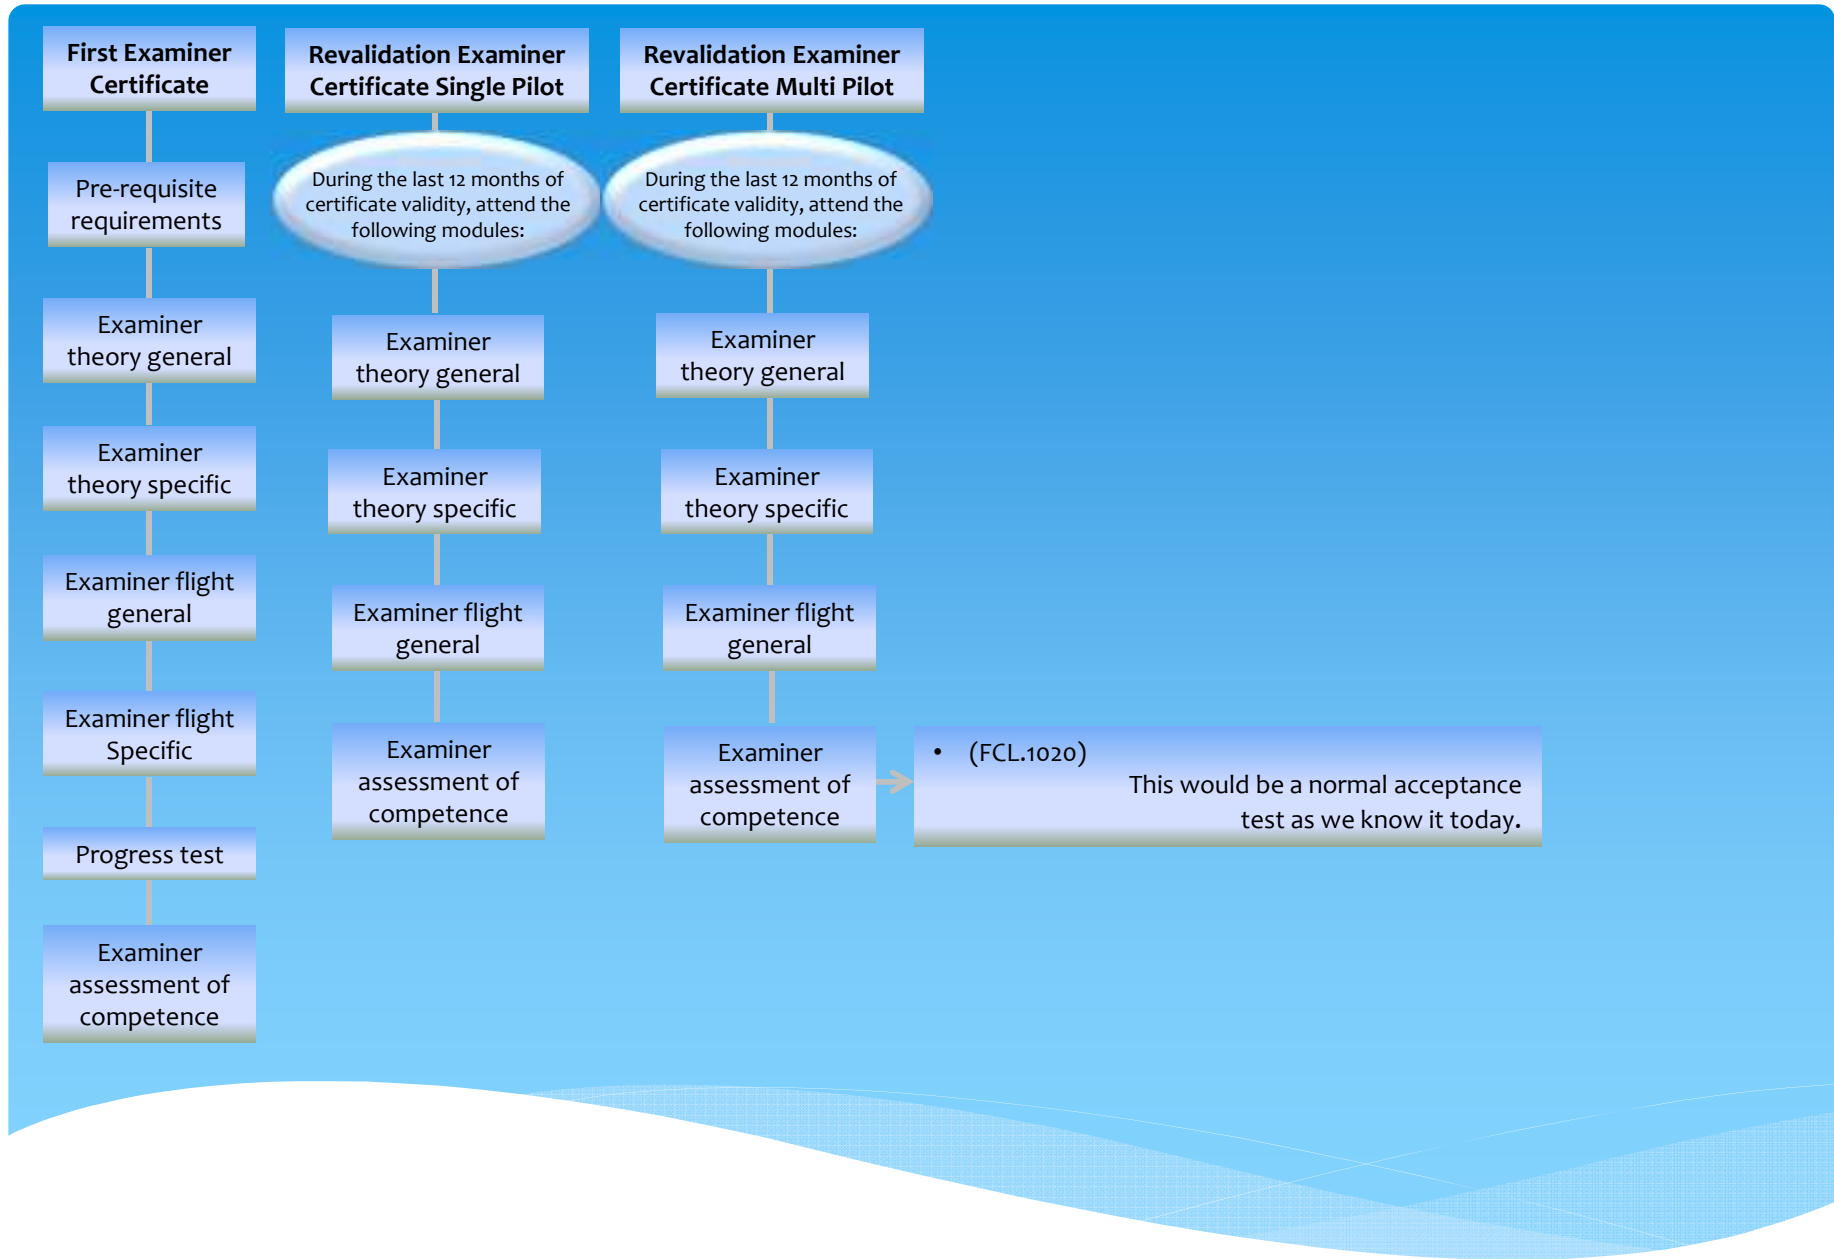 First Examiner
Certificate
Pre-requisite
requirements
Examiner
theory general
Examiner
theory specific
Examiner flight
general
Examiner flight
Specific
Progress test
Examiner
assessment of
competence
Revalidation Examiner
Certificate Single Pilot
During the last 12 months of
certificate validity, attend the
following modules:
Examiner
theory general
Examiner
theory specific
Examiner flight
general
Examiner
assessment of
competence
Revalidation Examiner
Certificate Multi Pilot
During the last 12 months of
certificate validity, attend the
following modules:
Examiner
theory general
Examiner
theory specific
Examiner flight
general
Examiner
assessment of
competence
• (FCL.1020)
This would be a normal acceptance
test as we know it today.